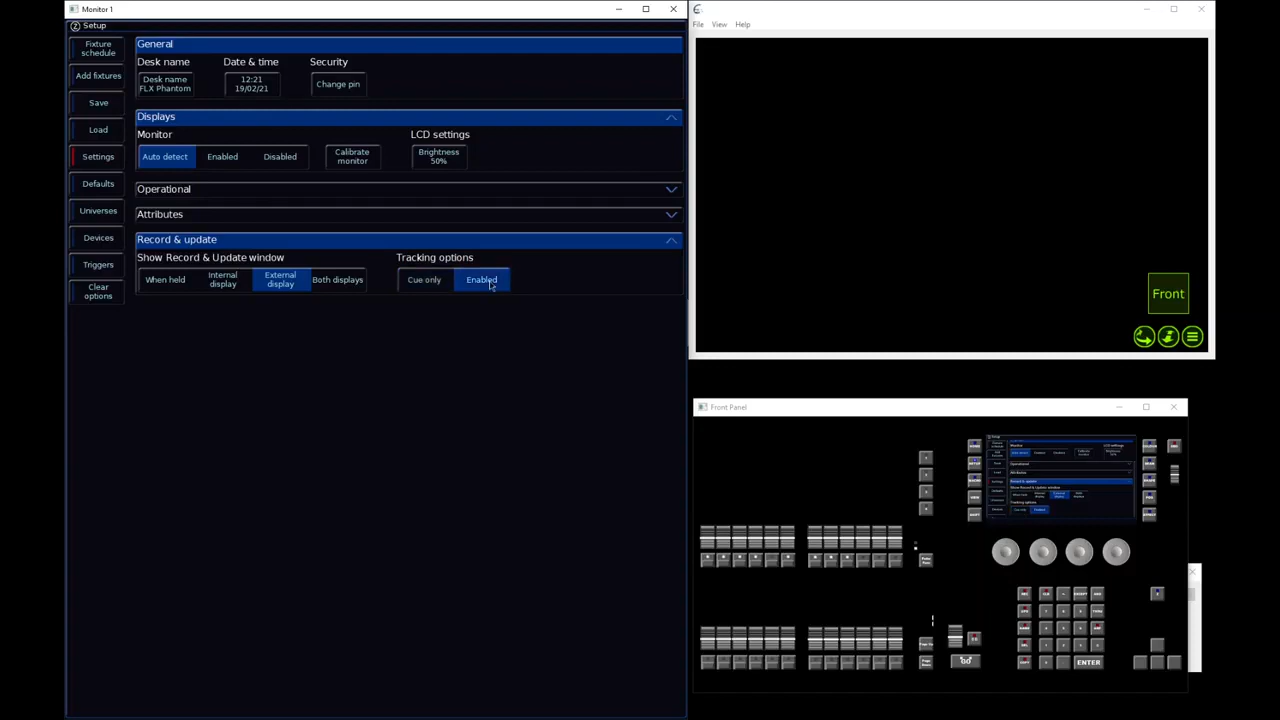 Monitor 1
Z Setup
Fixture schedule
Add fixtures
Save
Load
Settings
Defaults
Universes
Devices
Triggers
Clear options
General
Desk name
Date & time
Security
Desk name
FLX Phantom
12:21
19/02/21
Change pin
Displays
Monitor
LCD settings
Auto detect
Enabled
Disabled
Calibrate monitor
Brightness
50%
Operational
Attributes
Record & update
Show Record & Update window
Tracking options
When held
Internal display
External display
Both displays
Cue only
Enabled
File
View
Help
Front
Front Panel
GO
ENTER
EXCEPT